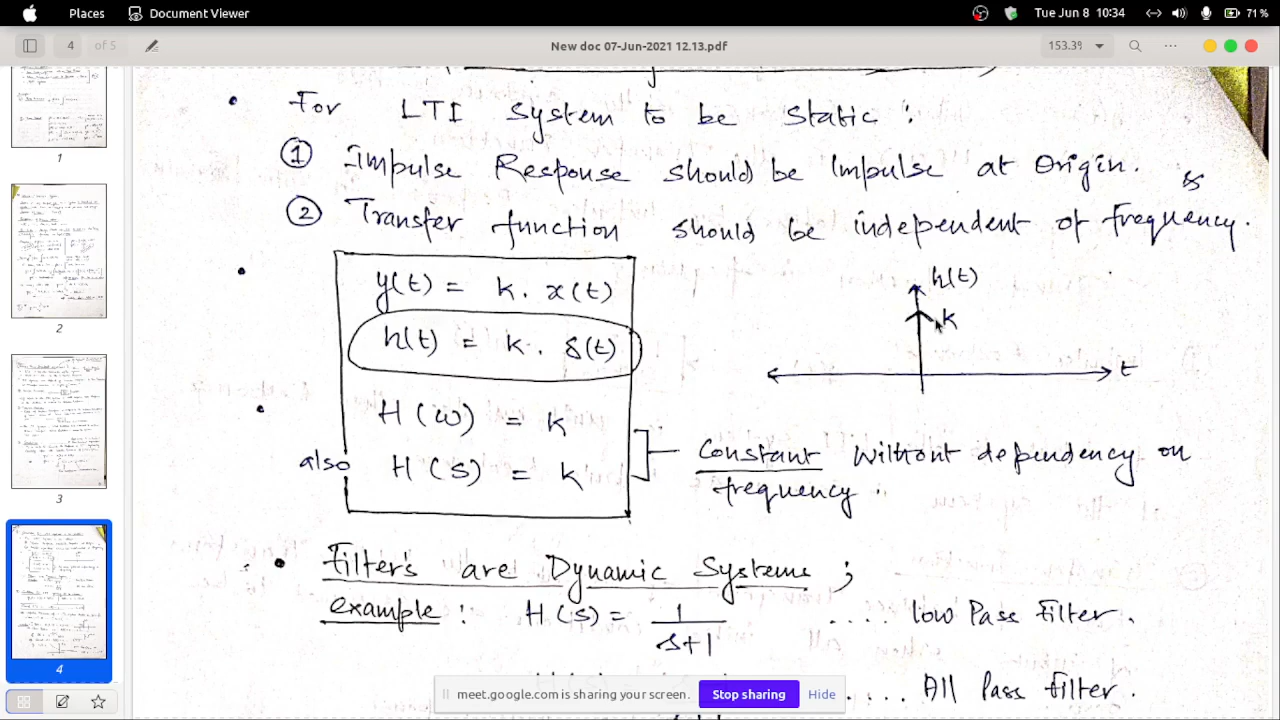 Places Document Viewer Tue Jun 8 10:34 71 %
4 of 5 New doc 07-Jun-2021 12.13.pdf 153.3%
• For LTI System to be Static :
① Impulse Response should be Impulse at Origin.
② Transfer function should be independent of frequency.
• y(t) = k. x(t)
h(t)
k
t
h(t) = k. δ(t)
• H(ω) = k
also H(s) = k
Constant without dependency on
frequency.
• Filters are Dynamic Systems ;
example : H(s) = 1/(s+1) .... low Pass filter.
.... All Pass filter.
1
2
3
4
meet.google.com is sharing your screen. Stop sharing Hide